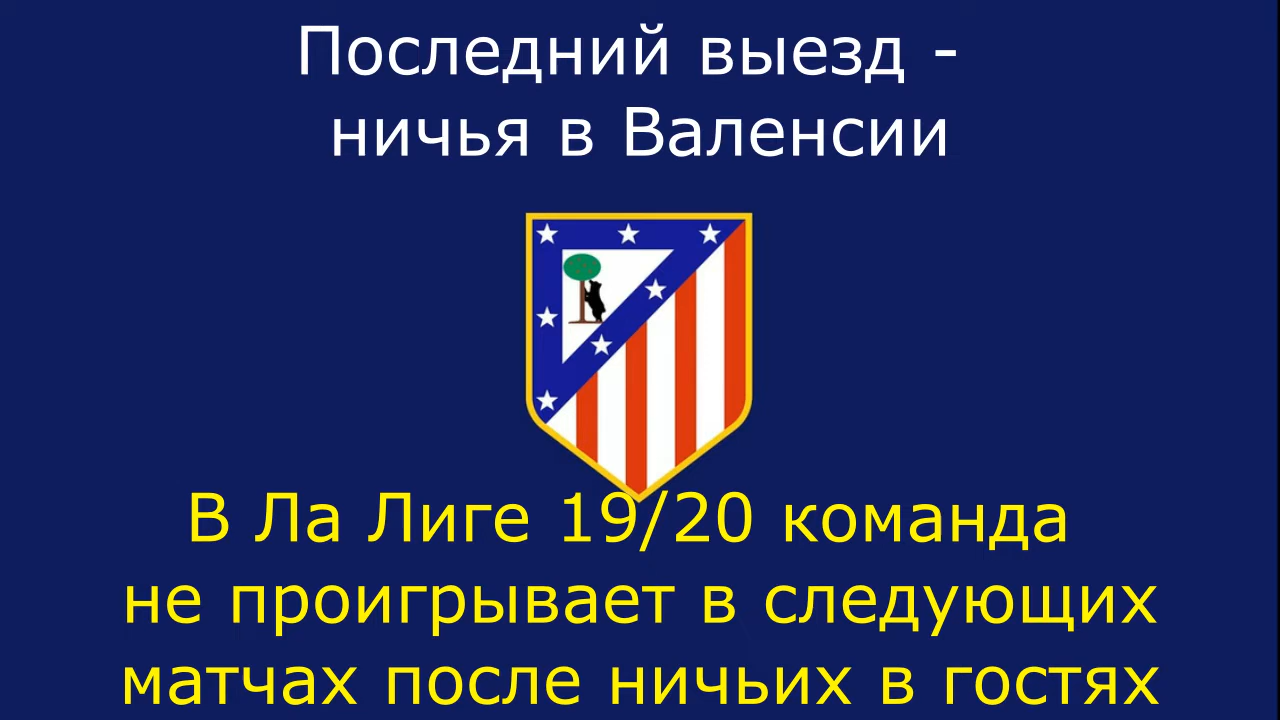 Последний выезд -
ничья в Валенсии
В Ла Лиге 19/20 команда
не проигрывает в следующих
матчах после ничьих в гостях